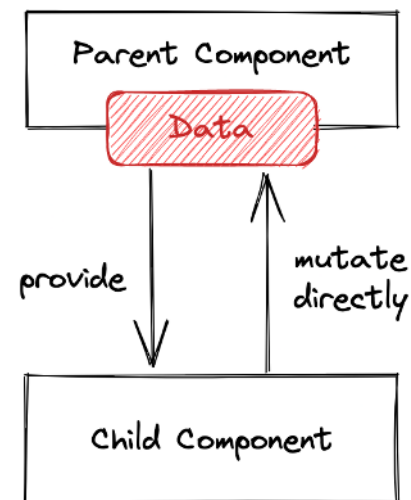 Parent Component
Data
provide
mutate
directly
Child Component